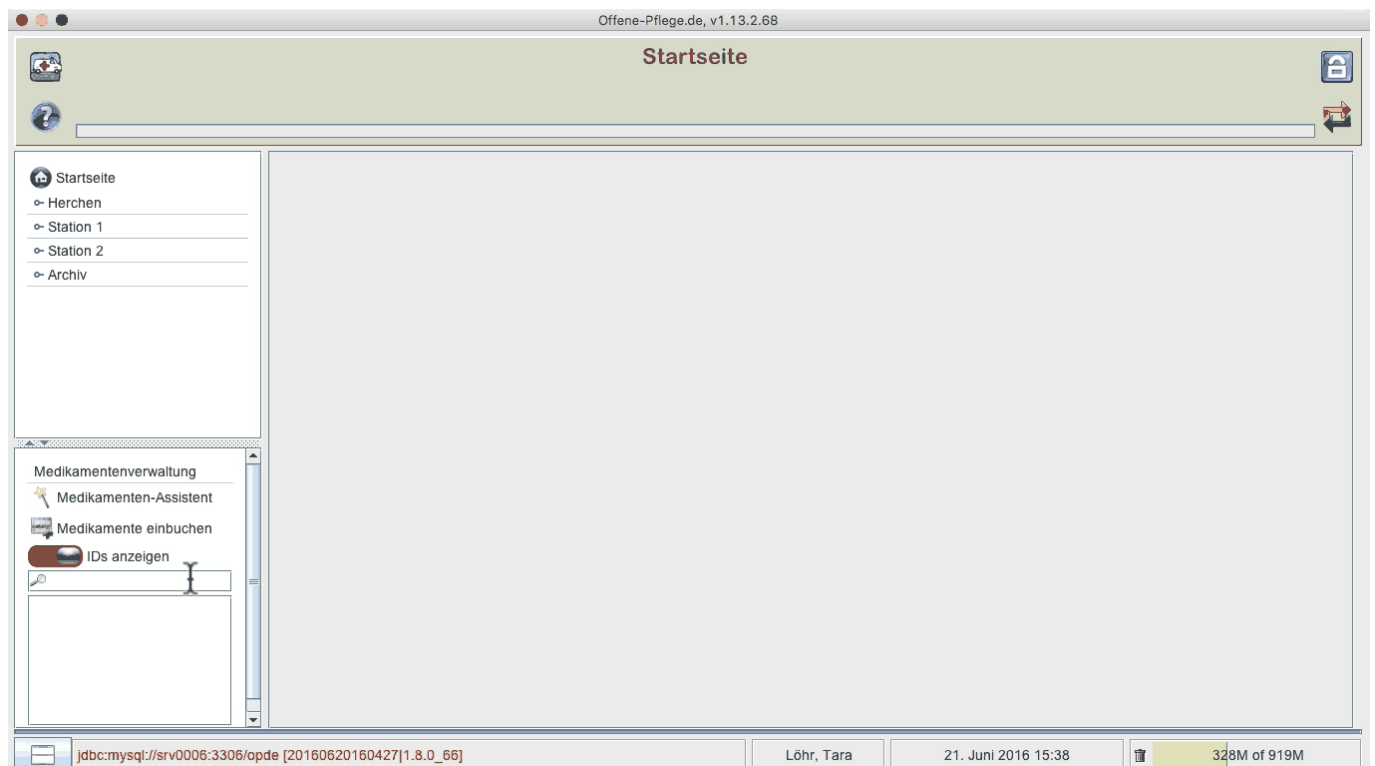 Offene-Pflege.de, v1.13.2.68
Startseite
Startseite
Herchen
Station 1
Station 2
Archiv
Medikamentenverwaltung
Medikamenten-Assistent
Medikamente einbuchen
IDs anzeigen
jdbc:mysql://srv0006:3306/opde [20160620160427|1.8.0_66]
Löhr, Tara
21. Juni 2016 15:38
328M of 919M